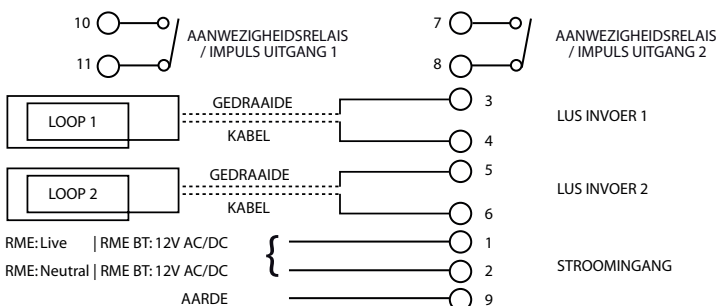 10
7
AANWEZIGHEIDSRELAIS
/ IMPULS UITGANG 1
AANWEZIGHEIDSRELAIS
/ IMPULS UITGANG 2
11
8
GEDRAAIDE
3
LOOP 1
LUS INVOER 1
KABEL
4
GEDRAAIDE
5
LOOP 2
LUS INVOER 2
KABEL
6
RME: Live | RME BT: 12V AC/DC
1
RME: Neutral | RME BT: 12V AC/DC
2
STROOMINGANG
AARDE
9